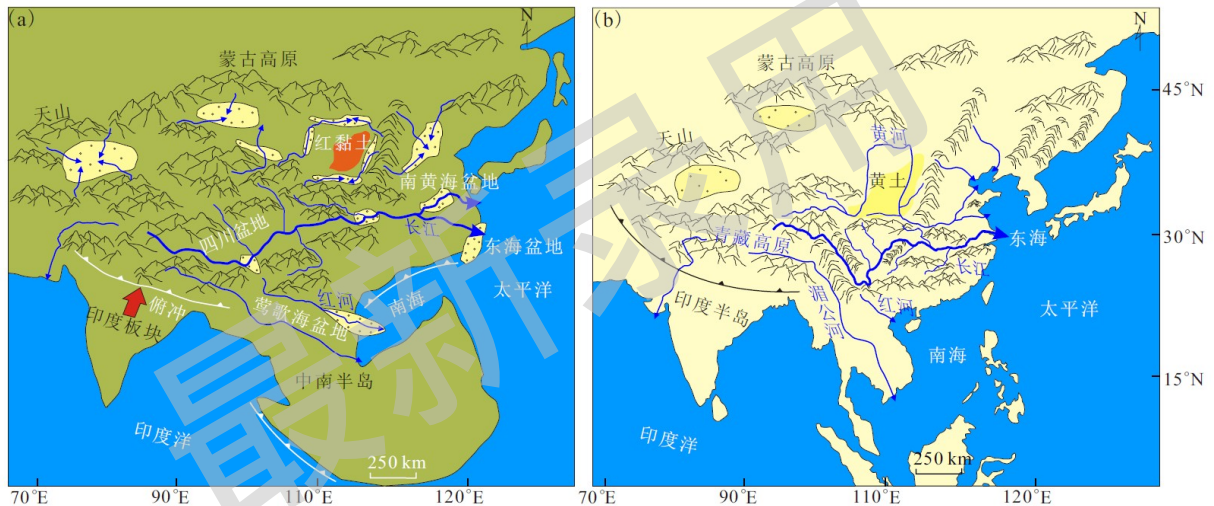 (a)
N
蒙古高原
天山
红黏土
南黄海盆地
四川盆地
长江
东海盆地
俯冲
印度板块
莺歌海盆地
红河
南海
太平洋
中南半岛
印度洋
250 km
70°E
90°E
110°E
120°E
(b)
N
蒙古高原
45°N
天山
黄河
黄土
青藏高原
东海
30°N
长江
印度半岛
湄公河
红河
太平洋
南海
15°N
印度洋
250 km
70°E
90°E
110°E
120°E
最新录用